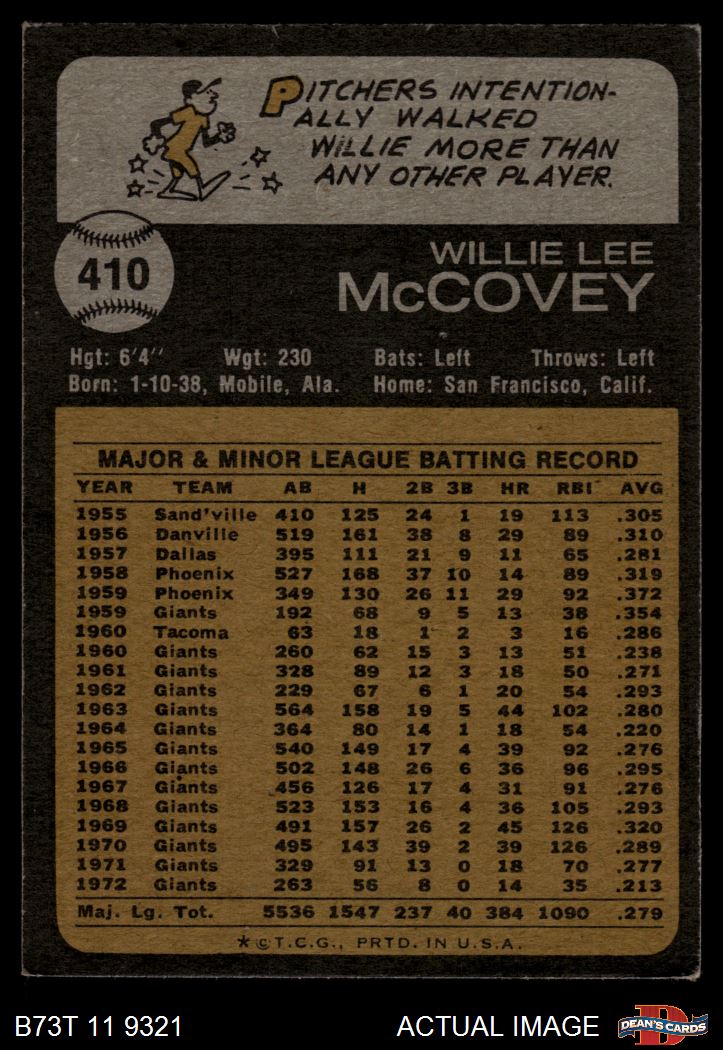 PITCHERS INTENTION-
ALLY WALKED
WILLIE MORE THAN
ANY OTHER PLAYER.
410
WILLIE LEE
McCOVEY
Hgt: 6'4'' Wgt: 230 Bats: Left Throws: Left
Born: 1-10-38, Mobile, Ala. Home: San Francisco, Calif.
MAJOR & MINOR LEAGUE BATTING RECORD
YEAR TEAM AB H 2B 3B HR RBI AVG
1955 Sand'ville 410 125 24 1 19 113 .305
1956 Danville 519 161 38 8 29 89 .310
1957 Dallas 395 111 21 9 11 65 .281
1958 Phoenix 527 168 37 10 14 89 .319
1959 Phoenix 349 130 26 11 29 92 .372
1959 Giants 192 68 9 5 13 38 .354
1960 Tacoma 63 18 1 2 3 16 .286
1960 Giants 260 62 15 3 13 51 .238
1961 Giants 328 89 12 3 18 50 .271
1962 Giants 229 67 6 1 20 54 .293
1963 Giants 564 158 19 5 44 102 .280
1964 Giants 364 80 14 1 18 54 .220
1965 Giants 540 149 17 4 39 92 .276
1966 Giants 502 148 26 6 36 96 .295
1967 Giants 456 126 17 4 31 91 .276
1968 Giants 523 153 16 4 36 105 .293
1969 Giants 491 157 26 2 45 126 .320
1970 Giants 495 143 39 2 39 126 .289
1971 Giants 329 91 13 0 18 70 .277
1972 Giants 263 56 8 0 14 35 .213
Maj. Lg. Tot. 5536 1547 237 40 384 1090 .279
★ © T.C.G., PRTD. IN U.S.A.
B73T 11 9321 ACTUAL IMAGE D DEAN'S CARDS